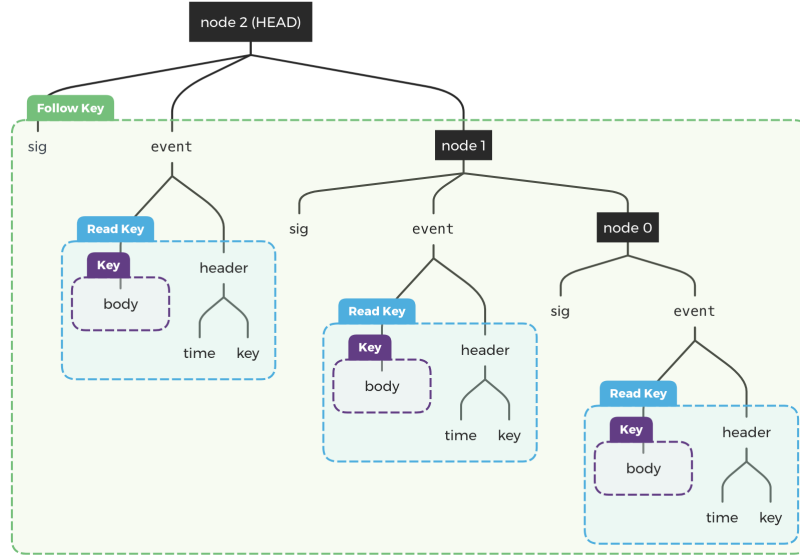 node 2 (HEAD)
Follow Key
sig
event
node 1
Read Key
Key
body
header
time
key
sig
event
node 0
Read Key
Key
body
header
time
key
sig
event
Read Key
Key
body
header
time
key